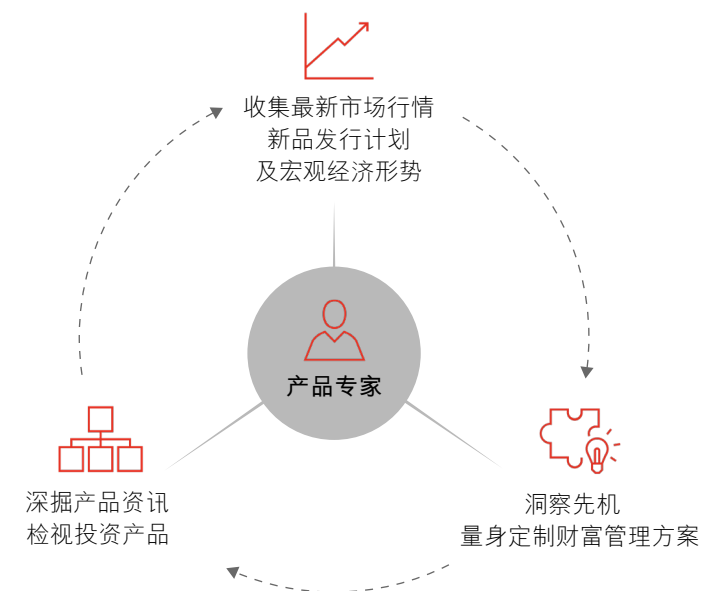 收集最新市场行情
新品发行计划
及宏观经济形势
产品专家
深掘产品资讯
检视投资产品
洞察先机
量身定制财富管理方案